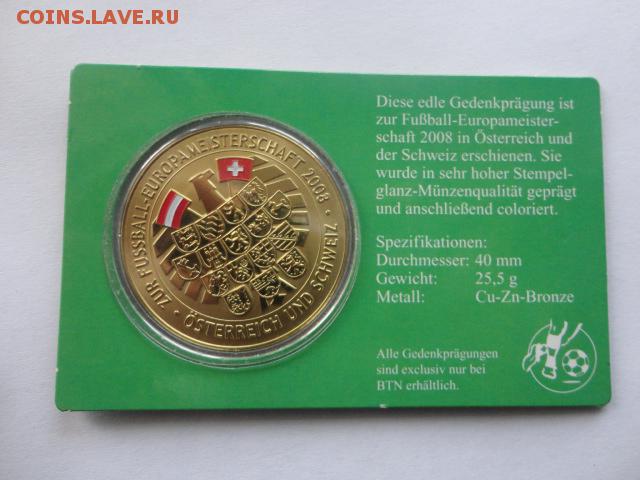 COINS.LAVE.RU
ZUR FUSSBALL-EUROPAMEISTERSCHAFT 2008 ·
ÖSTERREICH UND SCHWEIZ ·
Diese edle Gedenkprägung ist
zur Fußball-Europameister-
schaft 2008 in Österreich und
der Schweiz erschienen. Sie
wurde in sehr hoher Stempel-
glanz-Münzenqualität geprägt
und anschließend coloriert.
Spezifikationen:
Durchmesser: 40 mm
Gewicht: 25,5 g
Metall: Cu-Zn-Bronze
Alle Gedenkprägungen
sind exclusiv nur bei
BTN erhältlich.